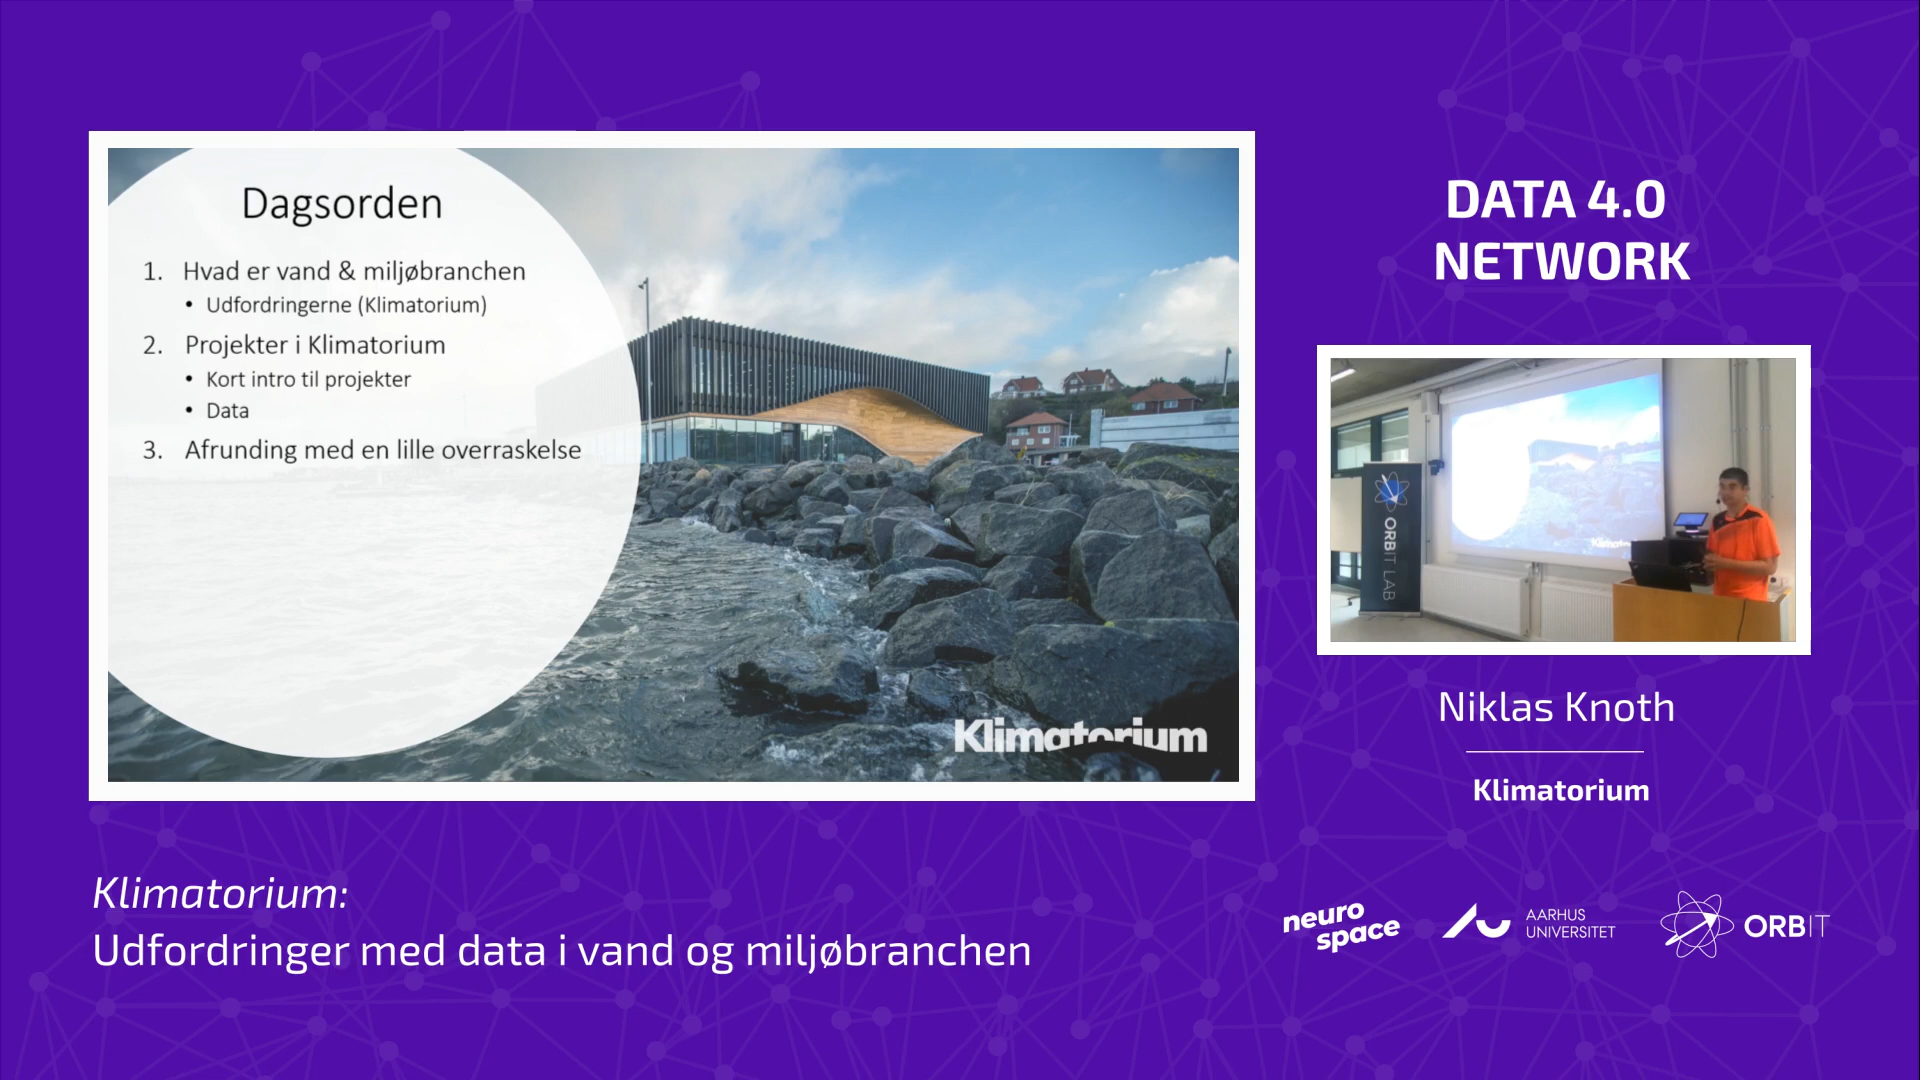 Dagsorden
1. Hvad er vand & miljøbranchen
• Udfordringerne (Klimatorium)
2. Projekter i Klimatorium
• Kort intro til projekter
• Data
3. Afrunding med en lille overraskelse
Klimatorium
DATA 4.0
NETWORK
ORBIT LAB
Niklas Knoth
Klimatorium
Klimatorium:
Udfordringer med data i vand og miljøbranchen
neuro
space
AARHUS
UNIVERSITET
ORBIT